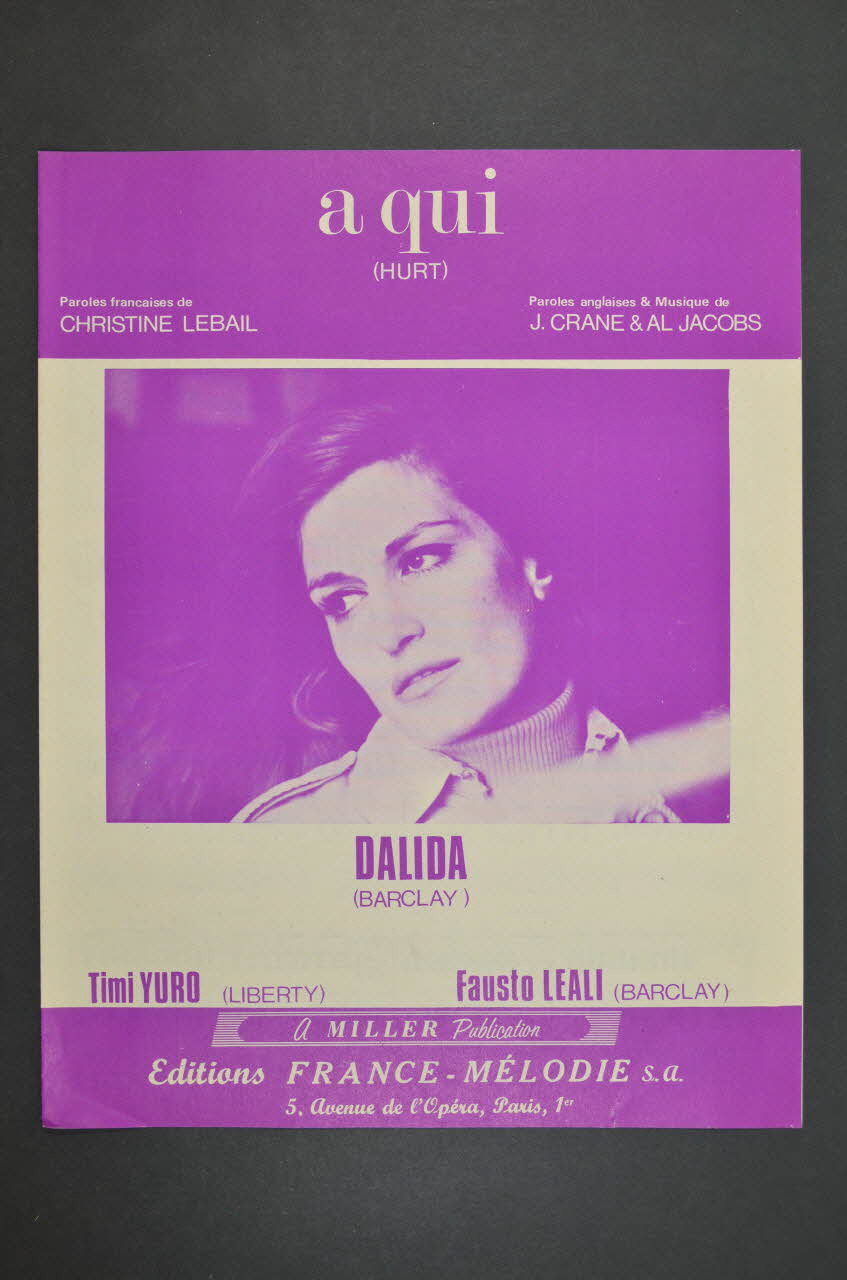 a qui
(HURT)
Paroles francaises de
CHRISTINE LEBAIL
Paroles anglaises & Musique de
J. CRANE & AL JACOBS
DALIDA
(BARCLAY)
Timi YURO (LIBERTY)
Fausto LEALI (BARCLAY)
A MILLER Publication
Editions FRANCE-MÉLODIE s.a.
5, Avenue de l'Opéra, Paris, 1er